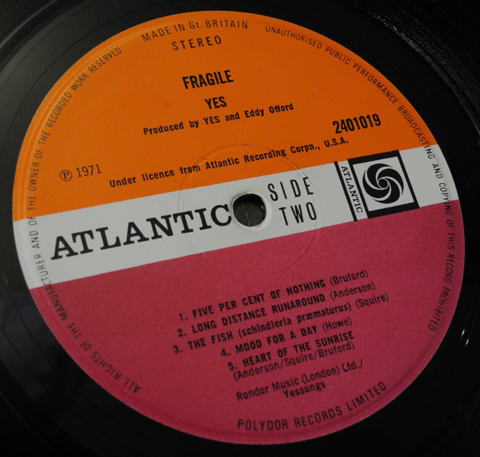 MADE IN Gt. BRITAIN
STEREO
FRAGILE
YES
Produced by YES and Eddy Offord
2401019
℗ 1971
Under licence from Atlantic Recording Corpn., U.S.A.
ATLANTIC
SIDE
TWO
ATLANTIC
1. FIVE PER CENT OF NOTHING (Bruford)
2. LONG DISTANCE RUNAROUND (Anderson)
3. THE FISH (schindleria præmaturus) (Squire)
4. MOOD FOR A DAY (Howe)
5. HEART OF THE SUNRISE
(Anderson/Squire/Bruford)
Rondor Music (London) Ltd./
Yessongs
POLYDOR RECORDS LIMITED
ALL RIGHTS OF THE MANUFACTURER AND OF THE OWNER OF THE RECORDED WORK RESERVED
UNAUTHORISED PUBLIC PERFORMANCE BROADCASTING AND COPYING OF THIS RECORD PROHIBITED